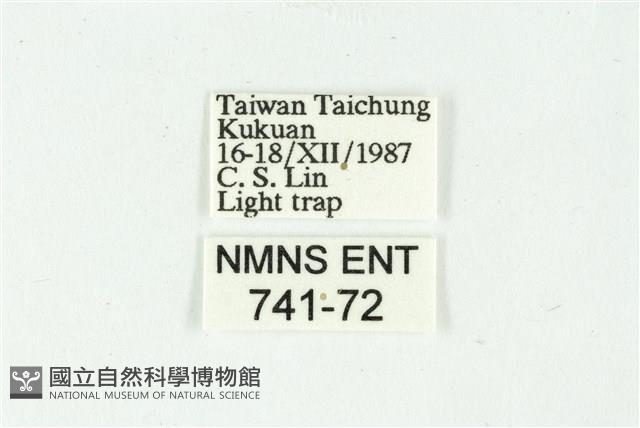 Taiwan Taichung
Kukuan
16-18/XII/1987
C. S. Lin
Light trap
NMNS ENT
741-72
國立自然科學博物館
NATIONAL MUSEUM OF NATURAL SCIENCE